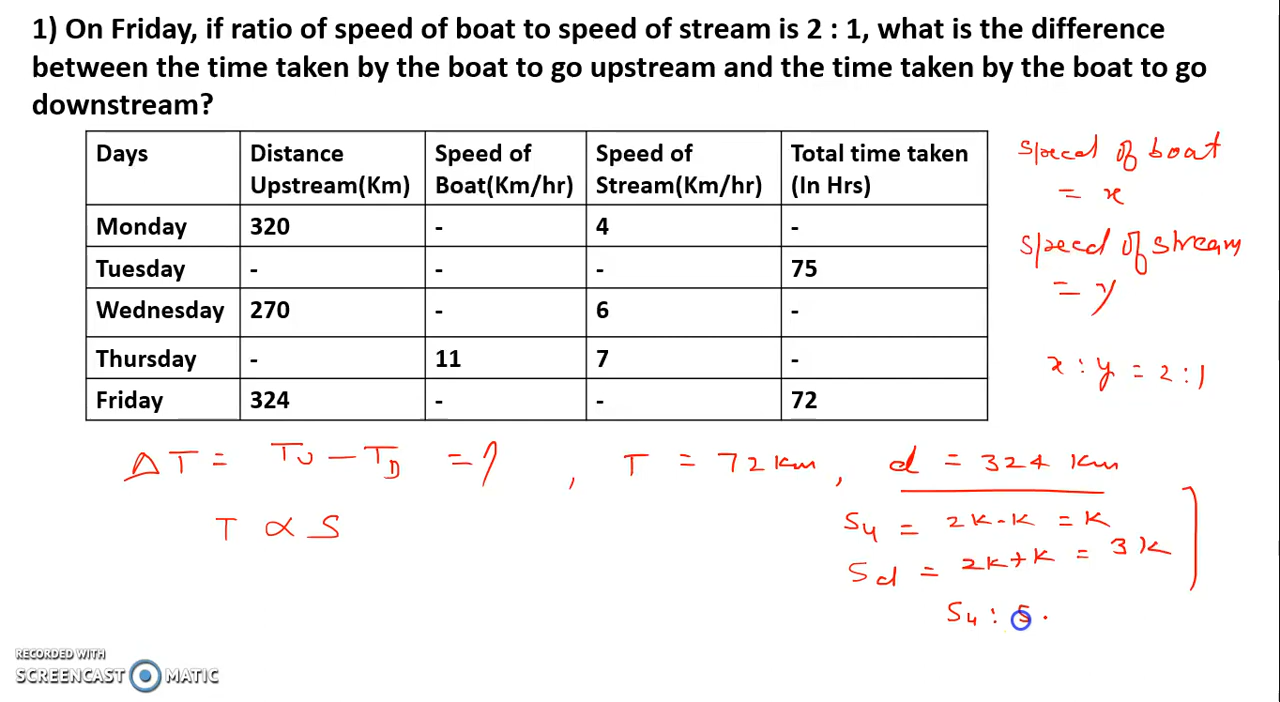 1) On Friday, if ratio of speed of boat to speed of stream is 2 : 1, what is the difference
between the time taken by the boat to go upstream and the time taken by the boat to go
downstream?
Days Distance Upstream(Km) Speed of Boat(Km/hr) Speed of Stream(Km/hr) Total time taken (In Hrs)
Monday 320 - 4 -
Tuesday - - - 75
Wednesday 270 - 6 -
Thursday - 11 7 -
Friday 324 - - 72
speed of boat
= x
speed of stream
= y
x : y = 2 : 1
ΔT = TU - TD = ? , T = 72 km , d = 324 km
T ∝ S
Su = 2K - K = K
Sd = 2K + K = 3K
Su : S
RECORDED WITH
SCREENCAST MATIC